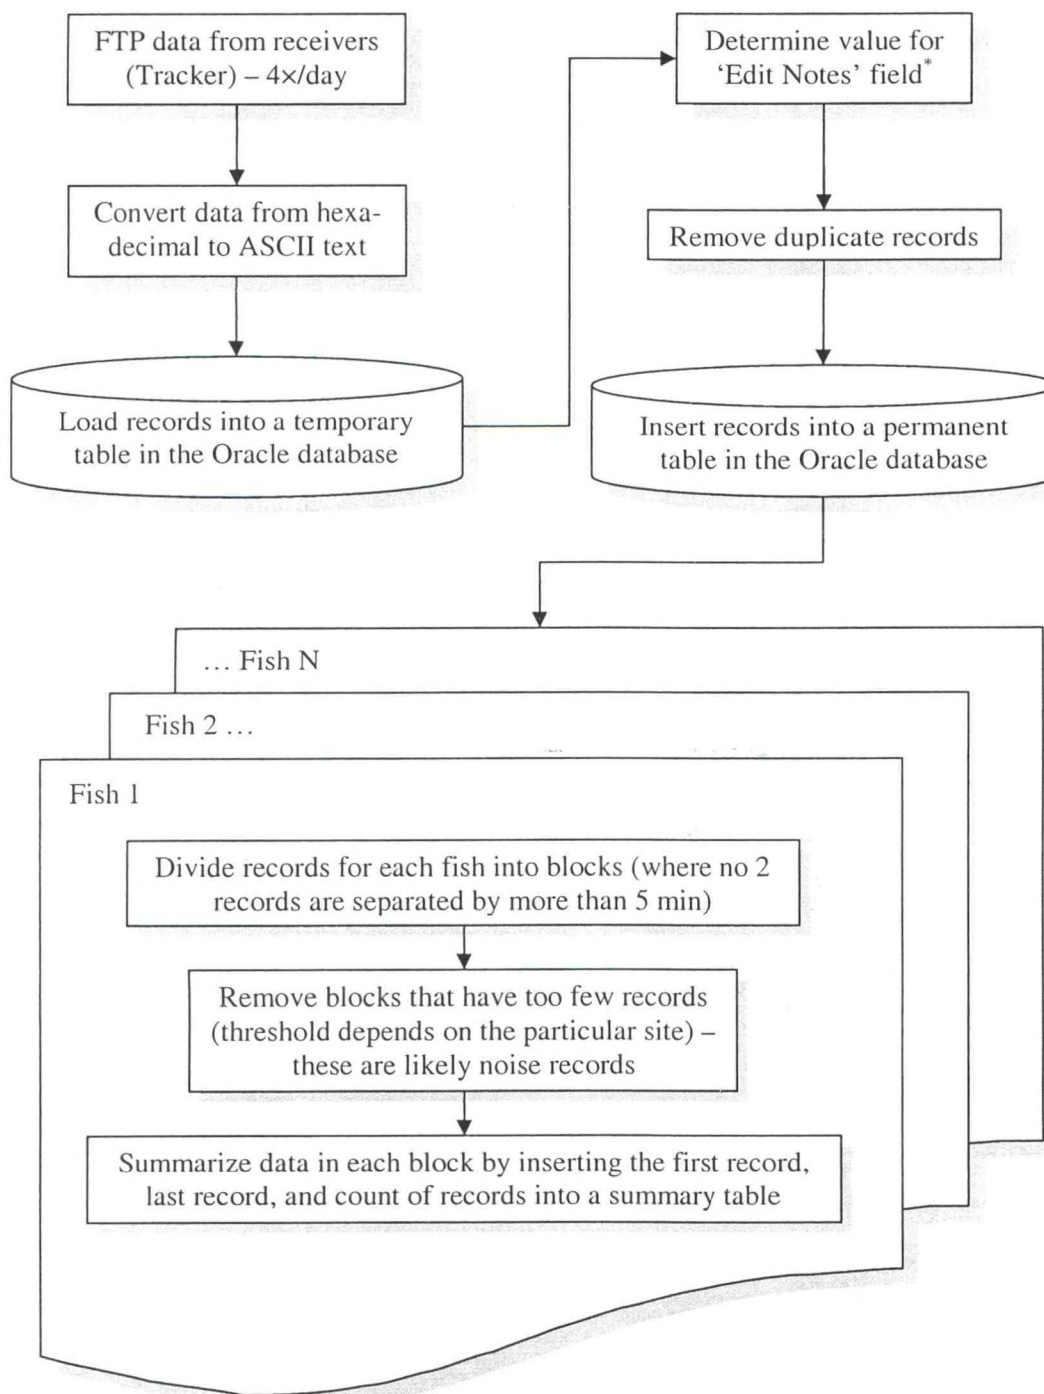 FTP data from receivers
(Tracker) – 4×/day
Convert data from hexa-
decimal to ASCII text
Load records into a temporary
table in the Oracle database
Determine value for
‘Edit Notes’ field*
Remove duplicate records
Insert records into a permanent
table in the Oracle database
… Fish N
Fish 2 …
Fish 1
Divide records for each fish into blocks (where no 2
records are separated by more than 5 min)
Remove blocks that have too few records
(threshold depends on the particular site) –
these are likely noise records
Summarize data in each block by inserting the first record,
last record, and count of records into a summary table